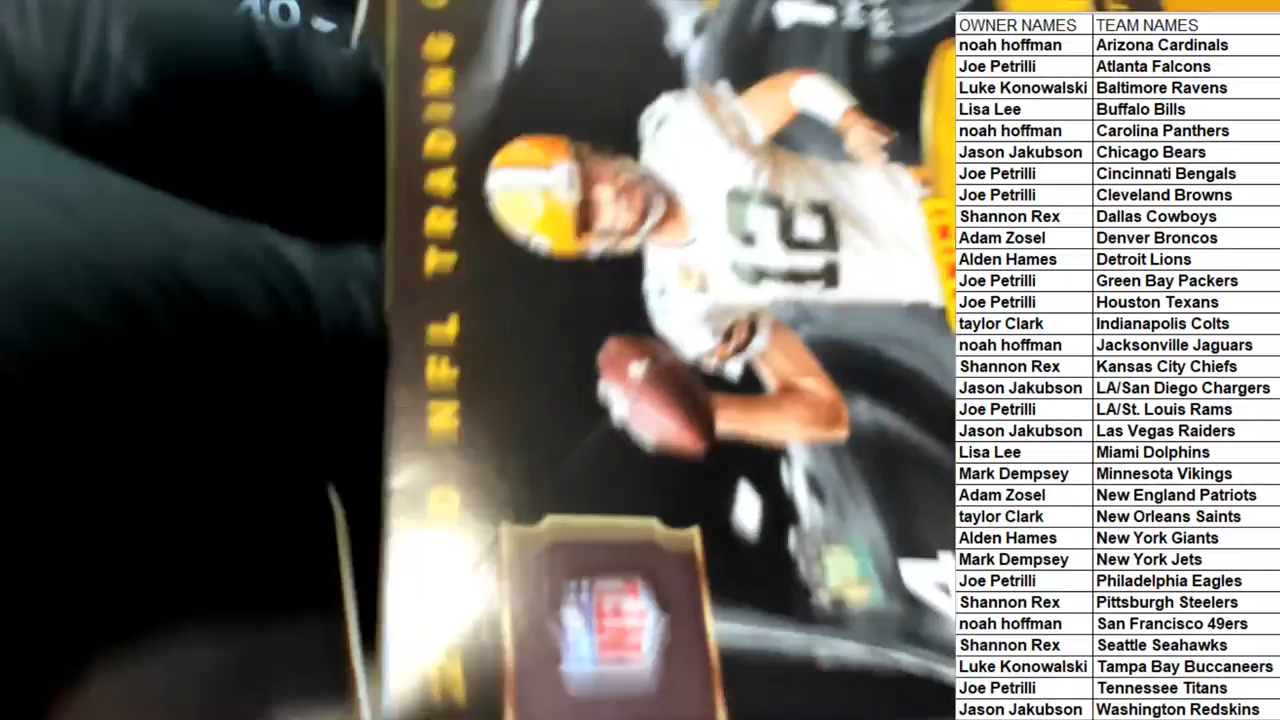 NFL TRADING
12
NFL
OWNER NAMES TEAM NAMES
noah hoffman Arizona Cardinals
Joe Petrilli Atlanta Falcons
Luke Konowalski Baltimore Ravens
Lisa Lee Buffalo Bills
noah hoffman Carolina Panthers
Jason Jakubson Chicago Bears
Joe Petrilli Cincinnati Bengals
Joe Petrilli Cleveland Browns
Shannon Rex Dallas Cowboys
Adam Zosel Denver Broncos
Alden Hames Detroit Lions
Joe Petrilli Green Bay Packers
Joe Petrilli Houston Texans
taylor Clark Indianapolis Colts
noah hoffman Jacksonville Jaguars
Shannon Rex Kansas City Chiefs
Jason Jakubson LA/San Diego Chargers
Joe Petrilli LA/St. Louis Rams
Jason Jakubson Las Vegas Raiders
Lisa Lee Miami Dolphins
Mark Dempsey Minnesota Vikings
Adam Zosel New England Patriots
taylor Clark New Orleans Saints
Alden Hames New York Giants
Mark Dempsey New York Jets
Joe Petrilli Philadelphia Eagles
Shannon Rex Pittsburgh Steelers
noah hoffman San Francisco 49ers
Shannon Rex Seattle Seahawks
Luke Konowalski Tampa Bay Buccaneers
Joe Petrilli Tennessee Titans
Jason Jakubson Washington Redskins